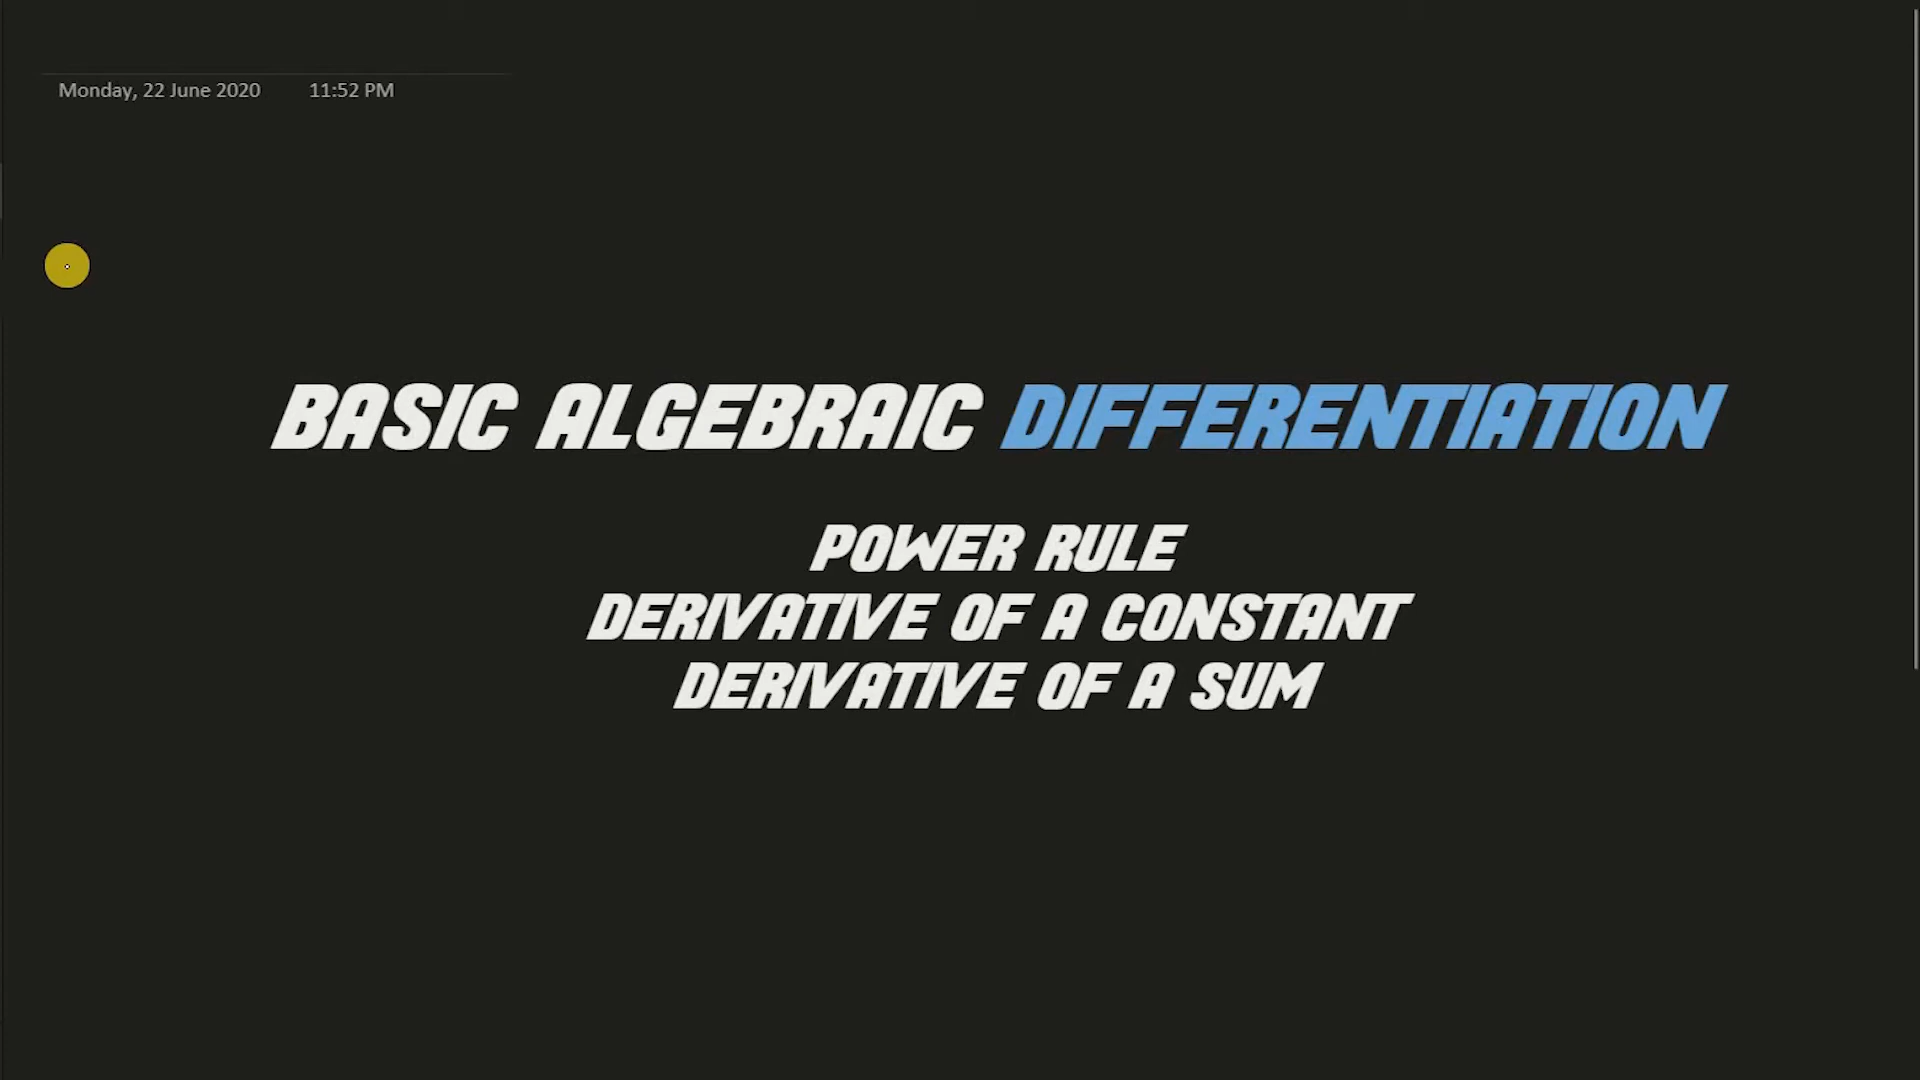 Monday, 22 June 2020 11:52 PM
BASIC ALGEBRAIC DIFFERENTIATION
POWER RULE
DERIVATIVE OF A CONSTANT
DERIVATIVE OF A SUM